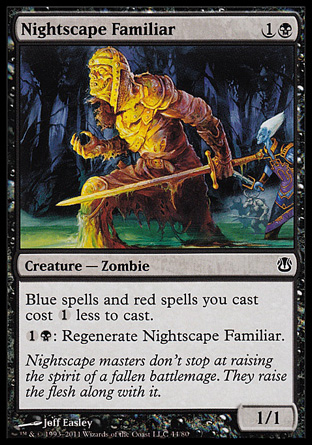 Nightscape Familiar 1
Creature — Zombie
Blue spells and red spells you cast
cost 1 less to cast.
1: Regenerate Nightscape Familiar.
Nightscape masters don't stop at raising
the spirit of a fallen battlemage. They raise
the flesh along with it.
Jeff Easley
™ & © 1993–2011 Wizards of the Coast LLC 44/80
1/1